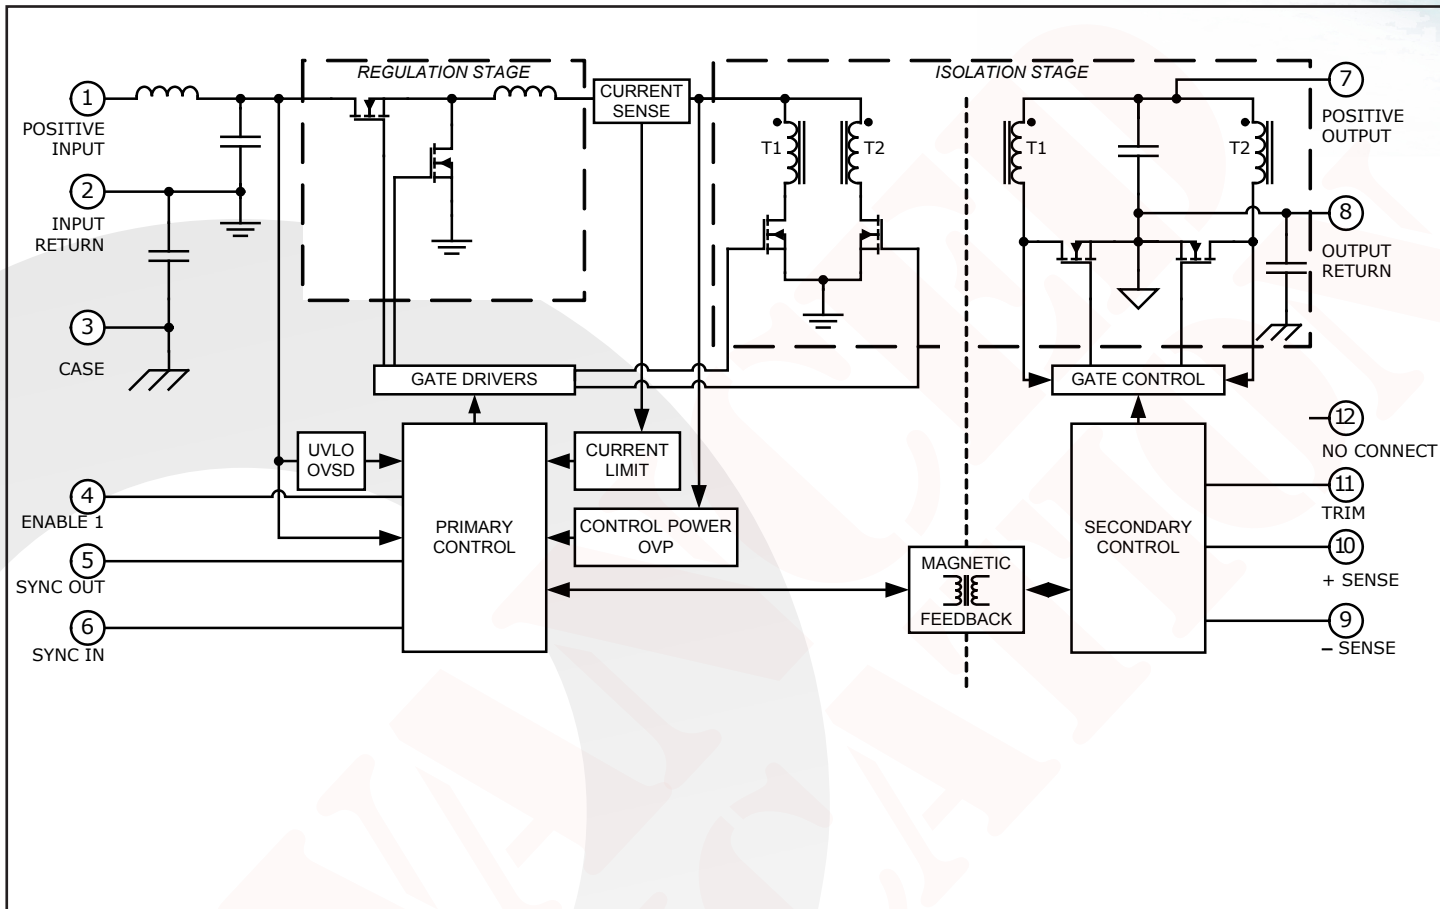 REGULATION STAGE
ISOLATION STAGE
1
POSITIVE
INPUT
2
INPUT
RETURN
3
CASE
CURRENT
SENSE
T1
T2
T1
T2
7
POSITIVE
OUTPUT
8
OUTPUT
RETURN
GATE DRIVERS
GATE CONTROL
UVLO
OVSD
CURRENT
LIMIT
CONTROL POWER
OVP
PRIMARY
CONTROL
4
ENABLE 1
5
SYNC OUT
6
SYNC IN
MAGNETIC
FEEDBACK
SECONDARY
CONTROL
12
NO CONNECT
11
TRIM
10
+ SENSE
9
– SENSE